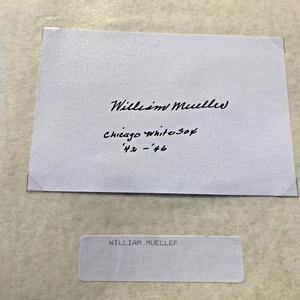 William Mueller
Chicago White Sox
'42 - '46
WILLIAM MUELLER